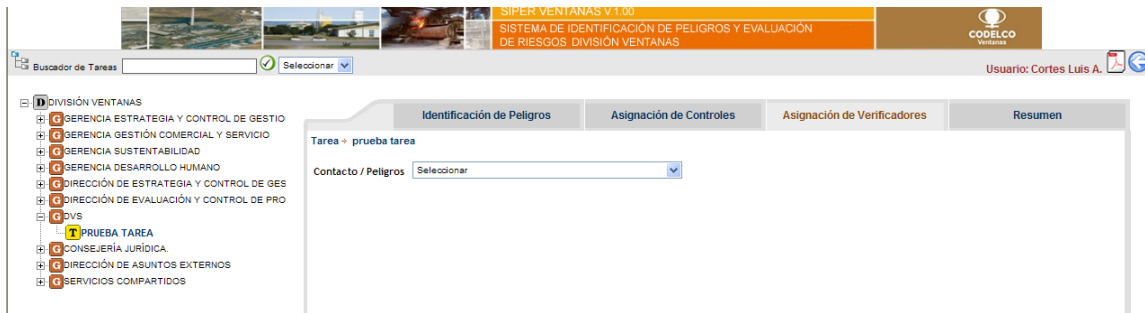 SIPER VENTANAS V.1.00
SISTEMA DE IDENTIFICACIÓN DE PELIGROS Y EVALUACIÓN
DE RIESGOS DIVISIÓN VENTANAS
CODELCO
Ventanas
Buscador de Tareas
Seleccionar
Usuario: Cortes Luis A.
D DIVISIÓN VENTANAS
G GERENCIA ESTRATEGIA Y CONTROL DE GESTIO
G GERENCIA GESTIÓN COMERCIAL Y SERVICIO
G GERENCIA SUSTENTABILIDAD
G GERENCIA DESARROLLO HUMANO
G DIRECCIÓN DE ESTRATEGIA Y CONTROL DE GES
G DIRECCIÓN DE EVALUACIÓN Y CONTROL DE PRO
G DVS
T PRUEBA TAREA
G CONSEJERÍA JURÍDICA.
G DIRECCIÓN DE ASUNTOS EXTERNOS
G SERVICIOS COMPARTIDOS
Identificación de Peligros
Asignación de Controles
Asignación de Verificadores
Resumen
Tarea ÷ prueba tarea
Contacto / Peligros Seleccionar